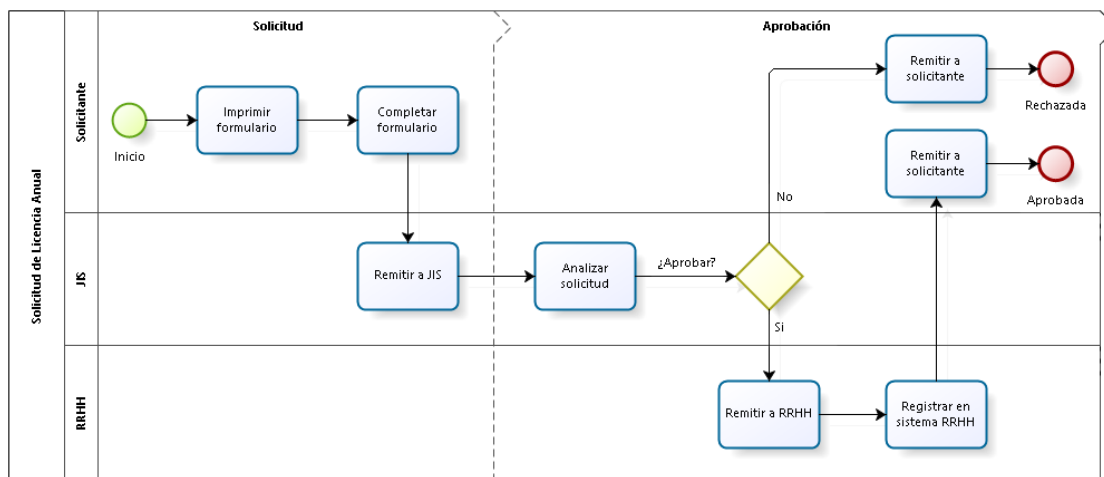 Solicitud de Licencia Anual
Solicitud
Aprobación
Solicitante
Inicio
Imprimir
formulario
Completar
formulario
Remitir a
solicitante
Rechazada
Remitir a
solicitante
Aprobada
No
JIS
Remitir a JIS
Analizar
solicitud
¿Aprobar?
Si
RRHH
Remitir a RRHH
Registrar en
sistema RRHH